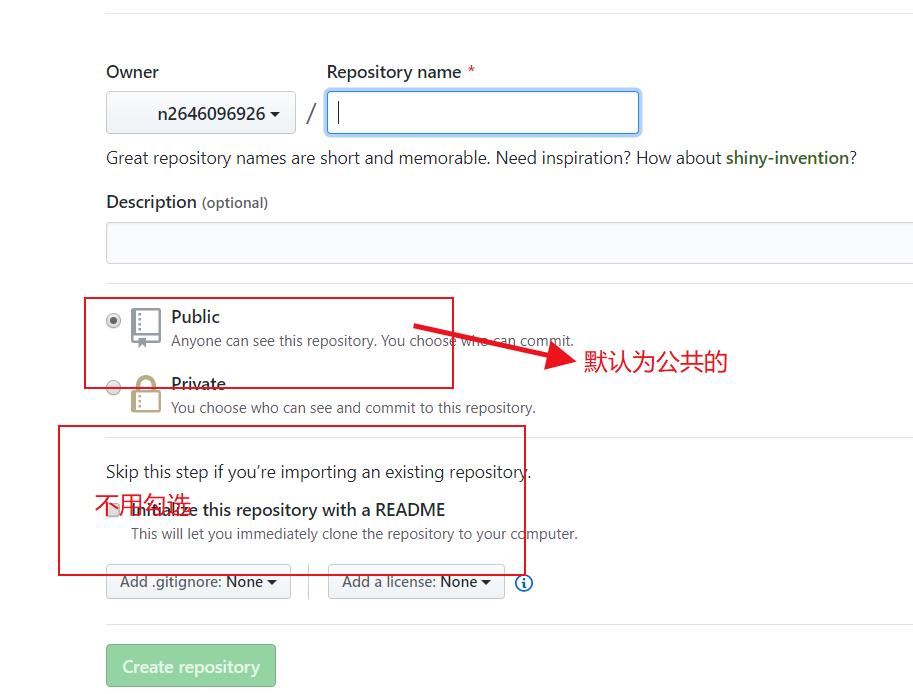 Owner
Repository name *
n2646096926 /
Great repository names are short and memorable. Need inspiration? How about shiny-invention?
Description (optional)
Public
Anyone can see this repository. You choose who can commit.
默认为公共的
Private
You choose who can see and commit to this repository.
Skip this step if you're importing an existing repository.
不用勾选
Initialize this repository with a README
This will let you immediately clone the repository to your computer.
Add .gitignore: None
Add a license: None
Create repository